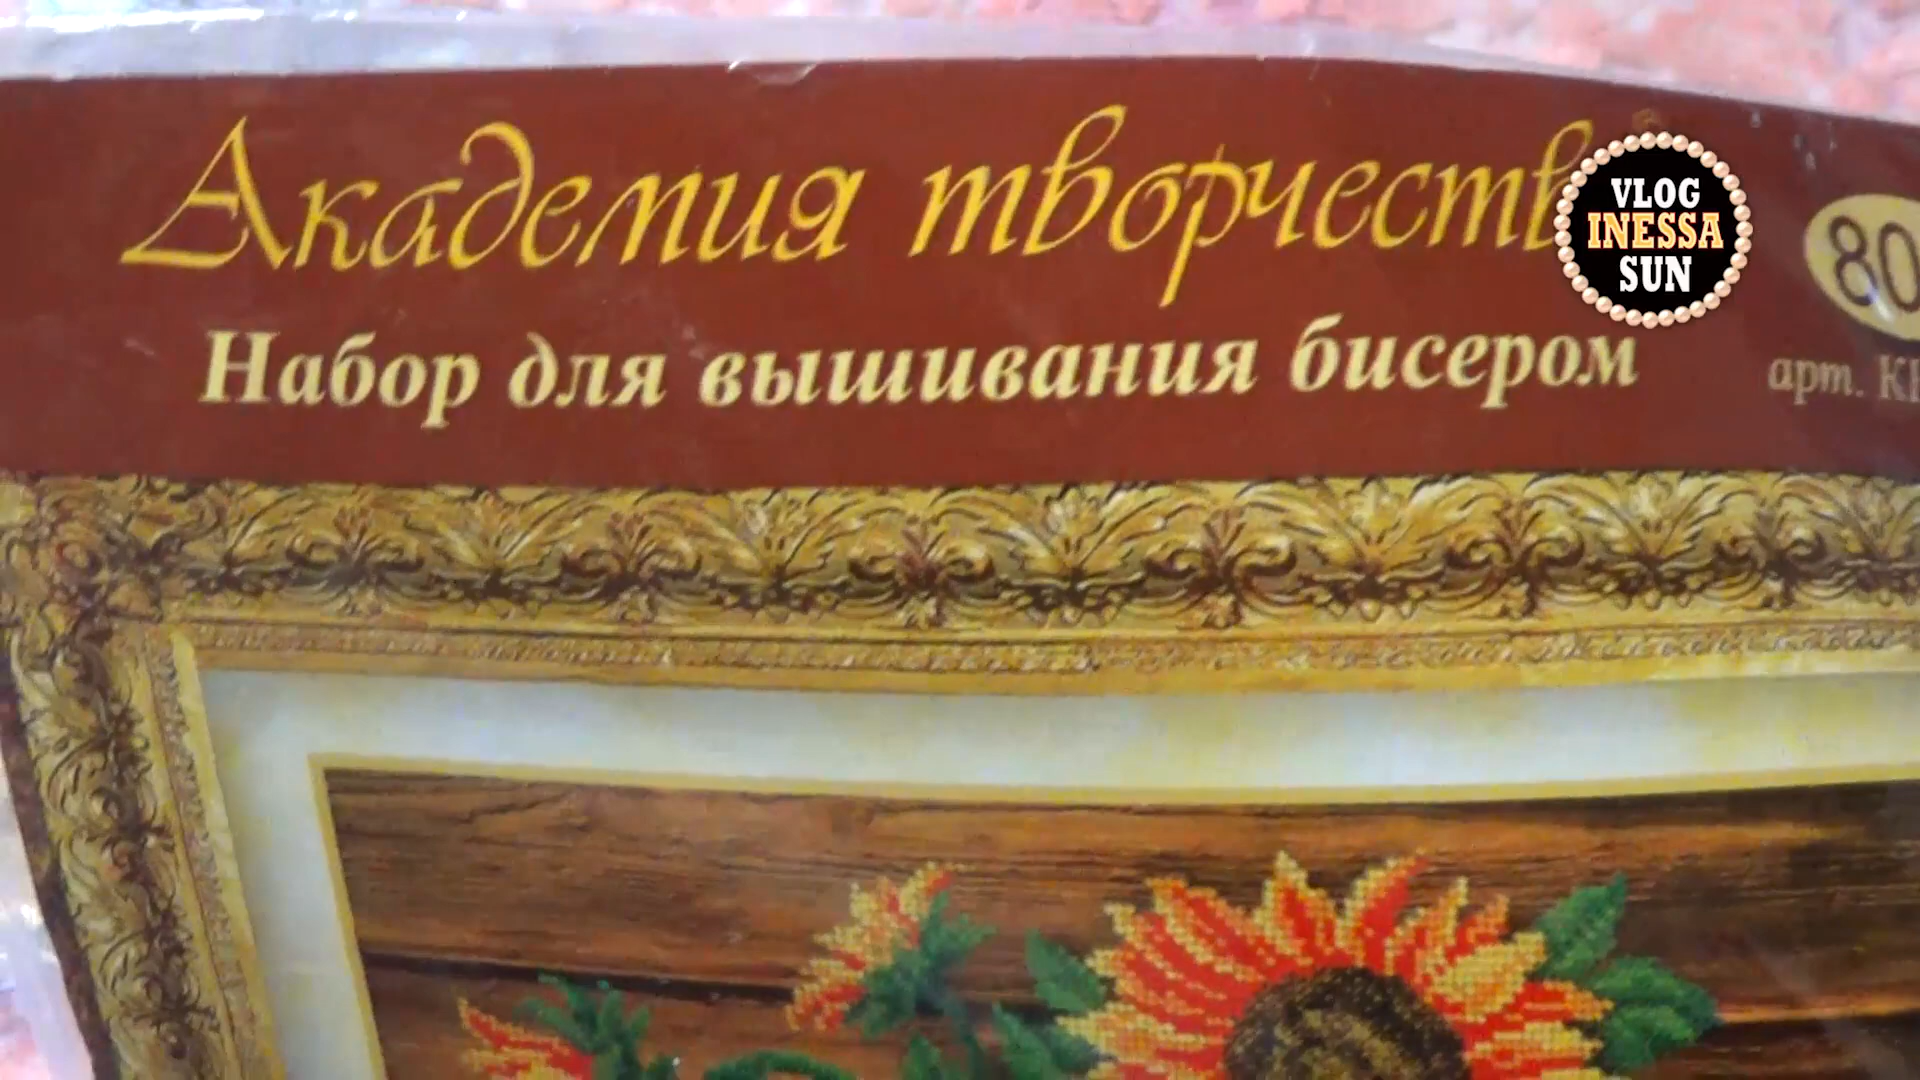 Академия творчеств
Набор для вышивания бисером
80
арт.
VLOG
INESSA
SUN